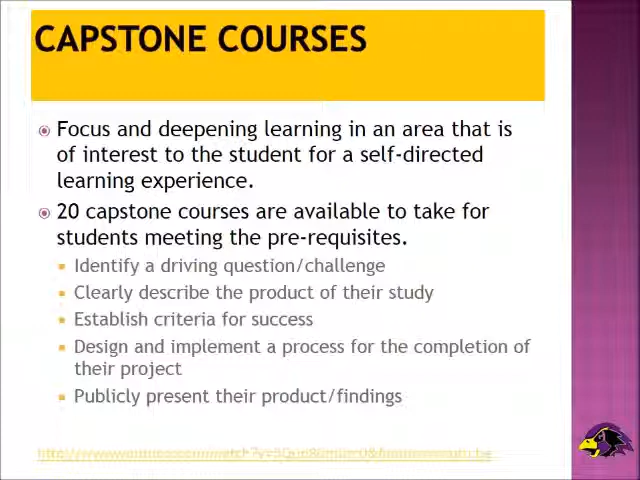 CAPSTONE COURSES
Focus and deepening learning in an area that is
of interest to the student for a self-directed
learning experience.
20 capstone courses are available to take for
students meeting the pre-requisites.
Identify a driving question/challenge
Clearly describe the product of their study
Establish criteria for success
Design and implement a process for the completion of
their project
Publicly present their product/findings